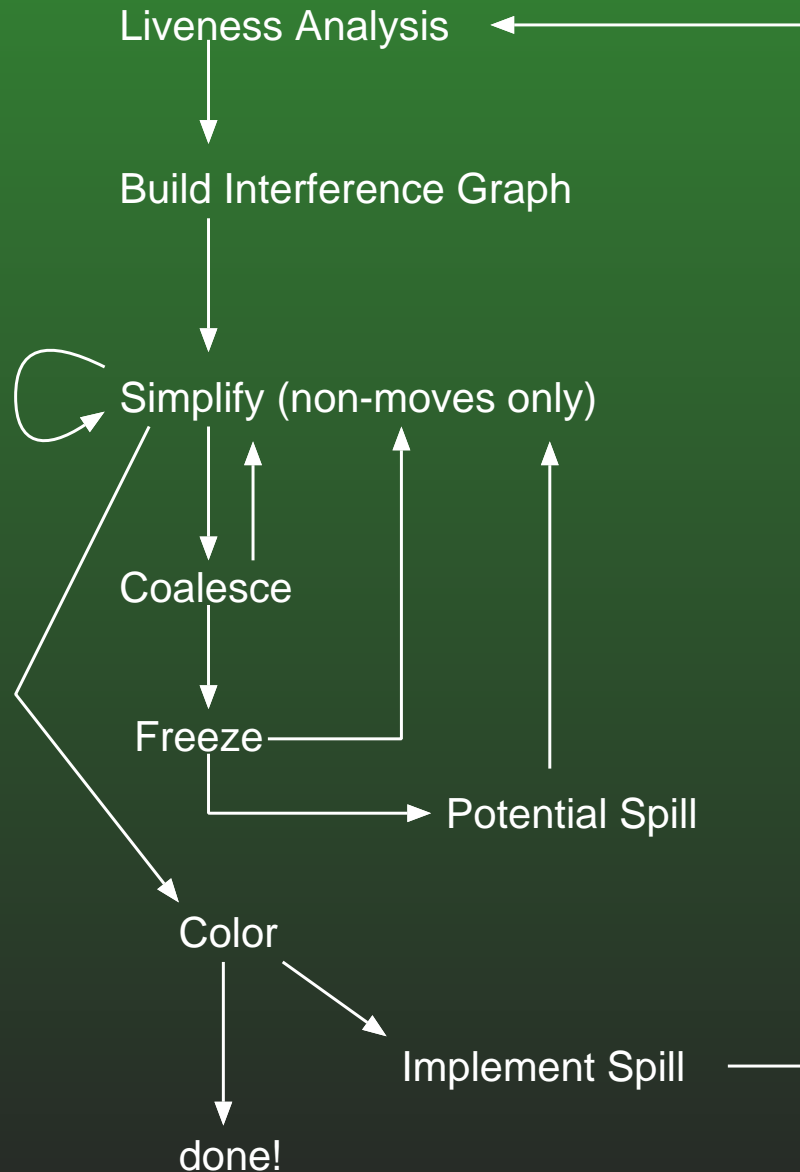 Liveness Analysis
Build Interference Graph
Simplify (non-moves only)
Coalesce
Freeze
Potential Spill
Color
Implement Spill
done!